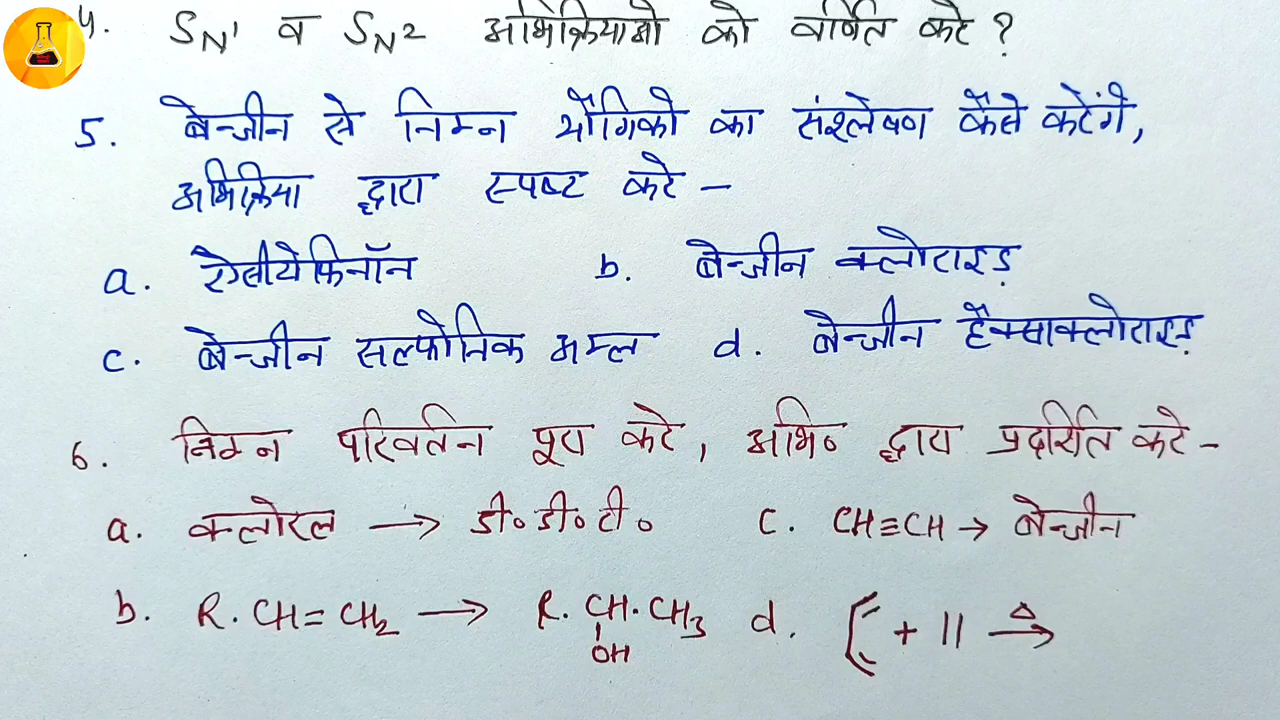 4. SN1 व SN2 अभिक्रियाओ को वर्णित करे ?
5. बेन्जीन से निम्न यौगिको का संश्लेषण कैसे करेंगे,
अभिक्रिया द्वारा स्पष्ट करे –
a. ऐसीटोफिनॉन b. बेन्जीन क्लोराइड
c. बेन्जीन सल्फोनिक अम्ल d. बेन्जीन हैक्साक्लोराइड
6. निम्न परिवर्तन पूरा करे, अभि० द्वारा प्रदर्शित करे –
a. क्लोरल → डी०डी०टी० c. CH≡CH → बेन्जीन
b. R.CH=CH2 → R.CH.CH3 d. + Δ→
OH